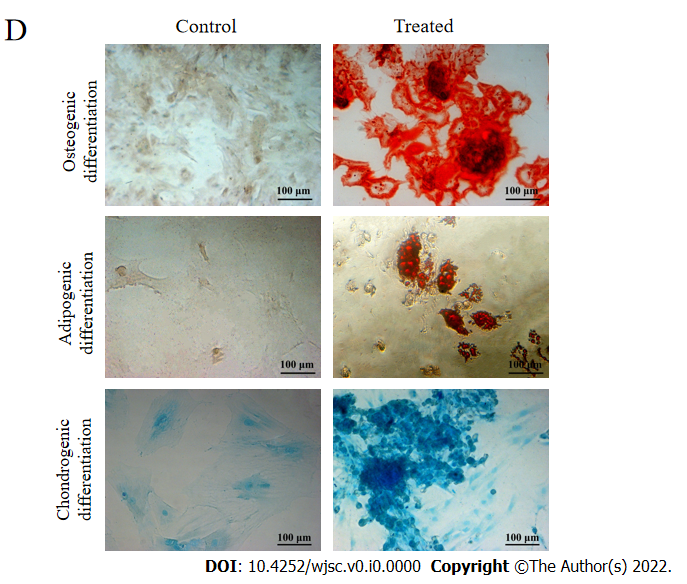 D
Control
Treated
Osteogenic
differentiation
100 µm
100 µm
Adipogenic
differentiation
100 µm
100 µm
Chondrogenic
differentiation
100 µm
100 µm
DOI: 10.4252/wjsc.v0.i0.0000 Copyright ©The Author(s) 2022.